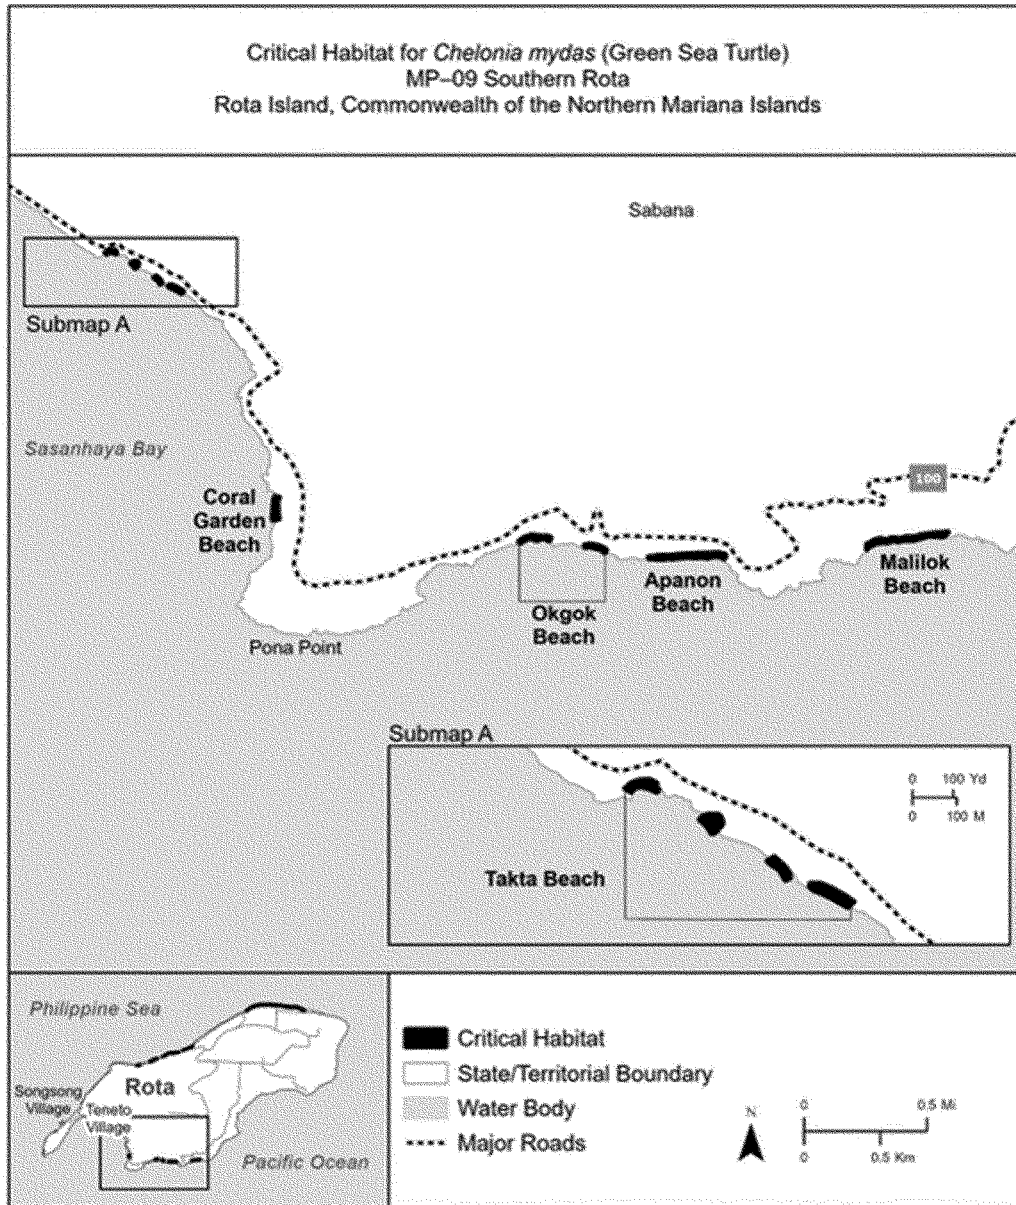 Critical Habitat for Chelonia mydas (Green Sea Turtle)
MP–09 Southern Rota
Rota Island, Commonwealth of the Northern Mariana Islands
Sabana
Submap A
Sasanhaya Bay
100
Coral
Garden
Beach
Malilok
Beach
Apanon
Beach
Okgok
Beach
Pona Point
Submap A
0 100 Yd
0 100 M
Takta Beach
Philippine Sea
Rota
Songsong
Village
Teneto
Village
Pacific Ocean
Critical Habitat
State/Territorial Boundary
Water Body
Major Roads
N
0 0.5 Mi
0 0.5 Km